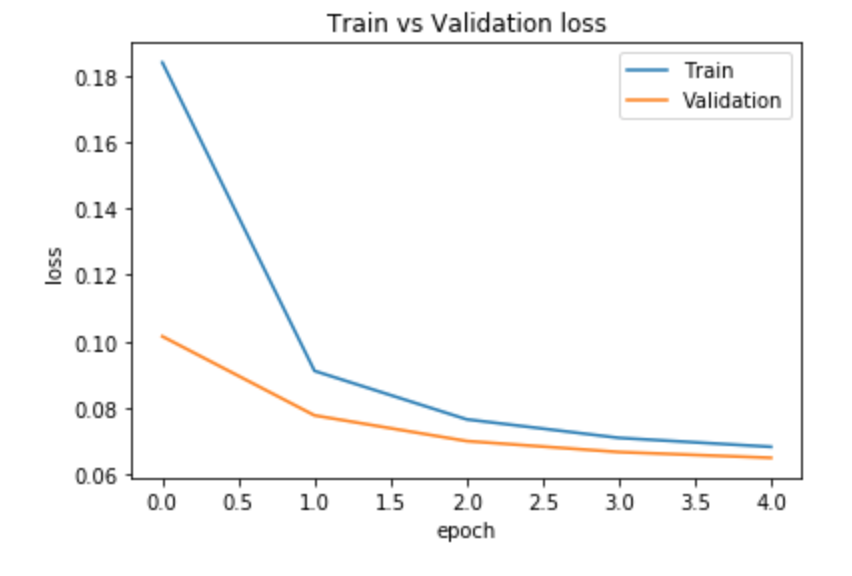 Train vs Validation loss
Train
Validation
0.18
0.16
0.14
0.12
0.10
0.08
0.06
loss
0.0 0.5 1.0 1.5 2.0 2.5 3.0 3.5 4.0
epoch